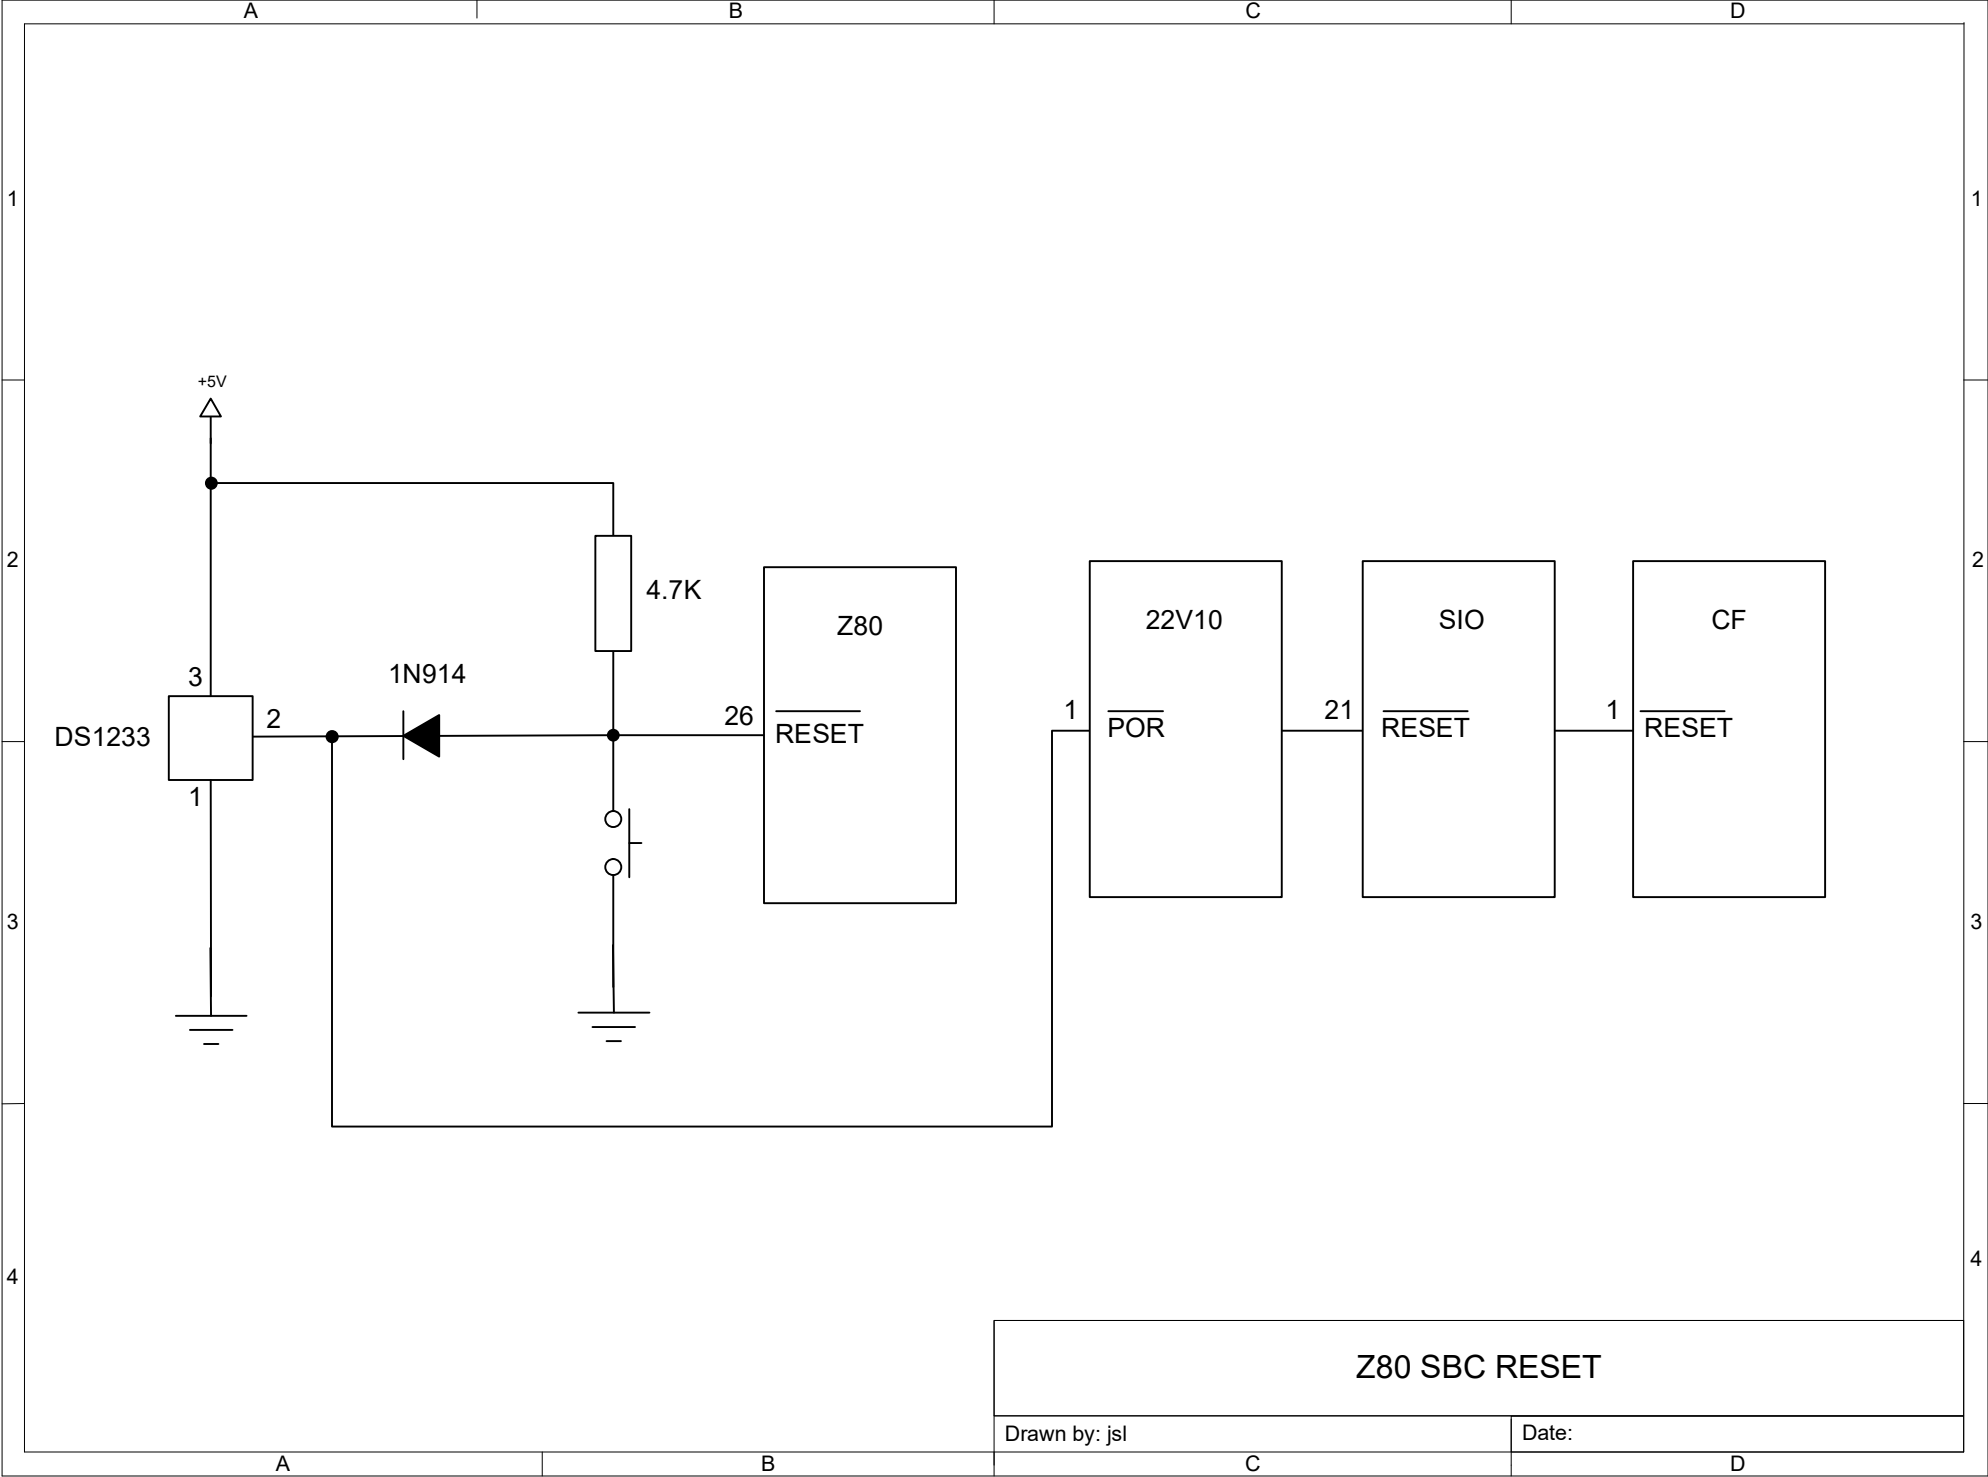 A B C D
1 1
+5V
2 2
4.7K
Z80
22V10 SIO CF
1N914
3
2
DS1233
26
RESET
1
POR
21
RESET
1
RESET
1
3 3
4 4
Z80 SBC RESET
Drawn by: jsl Date:
A B C D